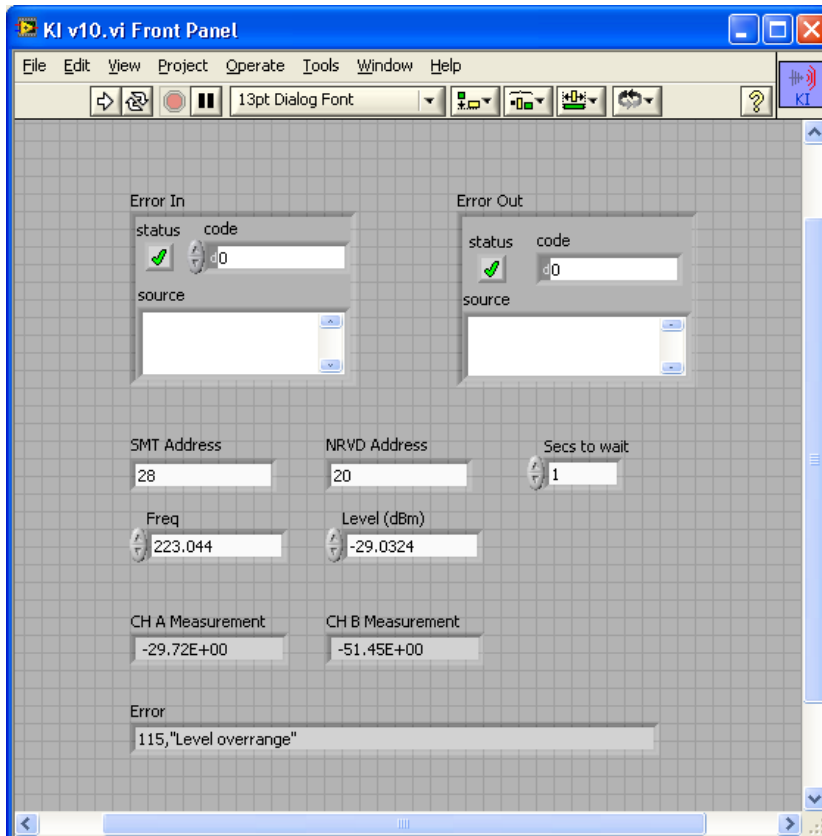 KI v10.vi Front Panel
File Edit View Project Operate Tools Window Help
13pt Dialog Font
?
KI
Error In
Error Out
status code
status code
d0
d0
source
source
SMT Address
NRVD Address
Secs to wait
28
20
1
Freq
Level (dBm)
223.044
-29.0324
CH A Measurement
CH B Measurement
-29.72E+00
-51.45E+00
Error
115,"Level overrange"